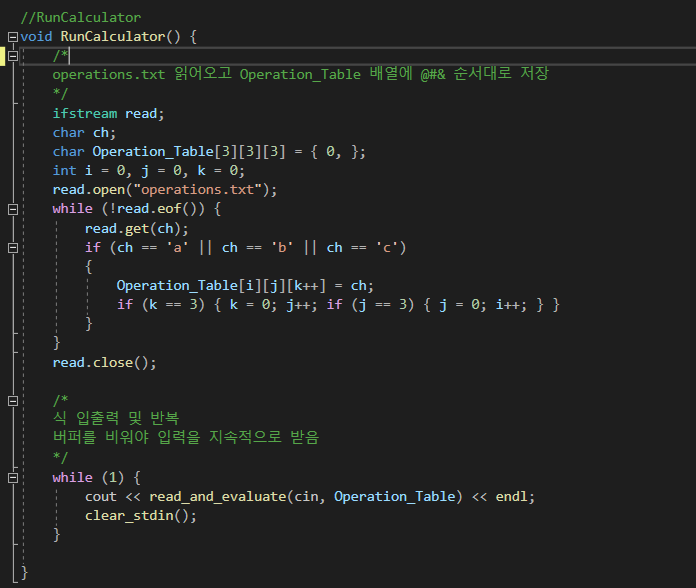 //RunCalculator
void RunCalculator() {
/*
operations.txt 읽어오고 Operation_Table 배열에 @#& 순서대로 저장
*/
ifstream read;
char ch;
char Operation_Table[3][3][3] = { 0, };
int i = 0, j = 0, k = 0;
read.open("operations.txt");
while (!read.eof()) {
read.get(ch);
if (ch == 'a' || ch == 'b' || ch == 'c')
{
Operation_Table[i][j][k++] = ch;
if (k == 3) { k = 0; j++; if (j == 3) { j = 0; i++; } }
}
}
read.close();
/*
식 입출력 및 반복
버퍼를 비워야 입력을 지속적으로 받음
*/
while (1) {
cout << read_and_evaluate(cin, Operation_Table) << endl;
clear_stdin();
}
}